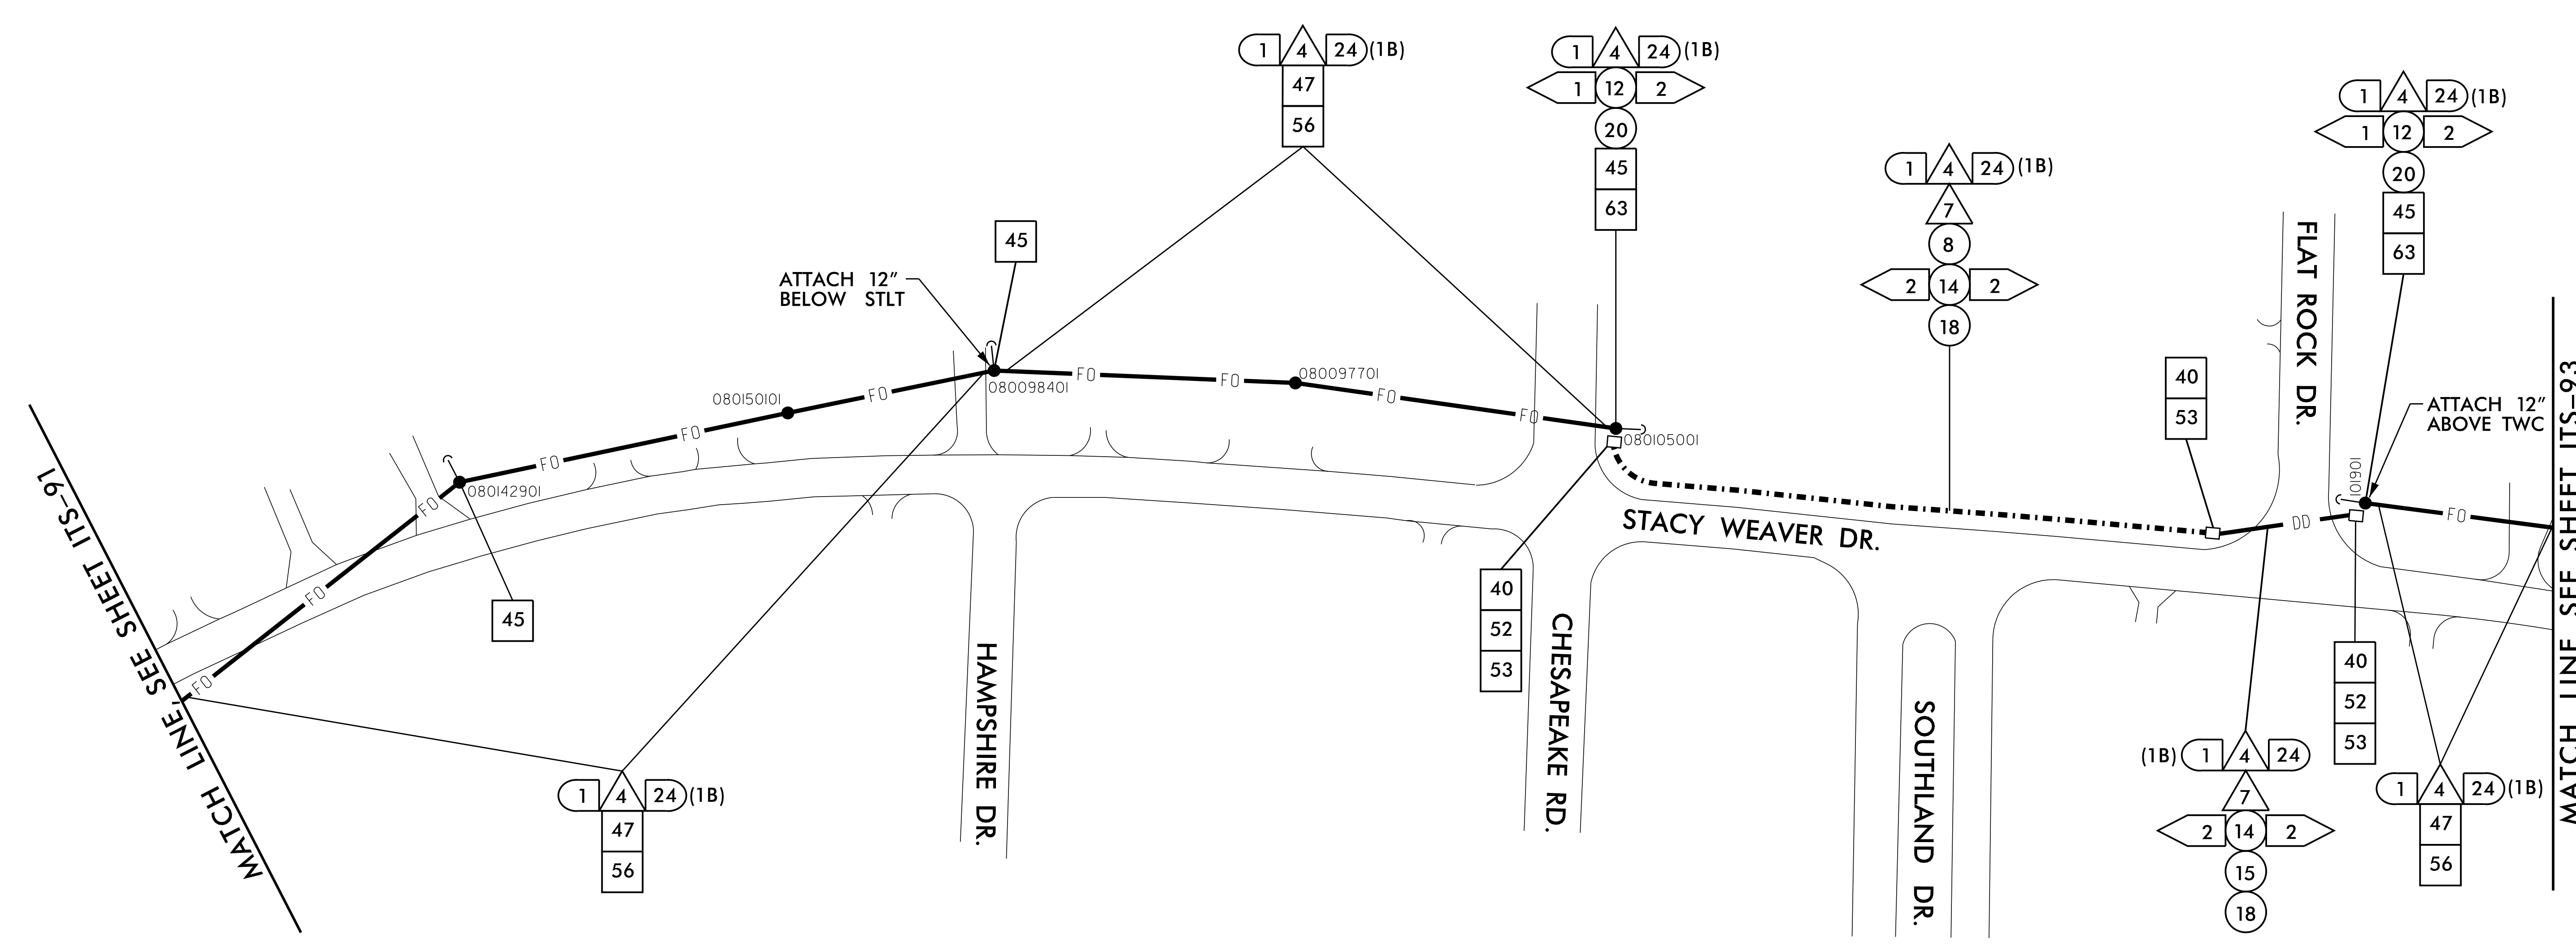 1 4 24 (1B)
47
56
1 4 24 (1B)
1 12 2
20
45
63
1 4 24 (1B)
7
8
2 14 2
18
1 4 24 (1B)
1 12 2
20
45
63
45
ATTACH 12"
BELOW STLT
FLAT ROCK DR.
40
53
ATTACH 12"
ABOVE TWC
080142901
080150101
080098401
080097701
080105001
FO
FO
FO
FO
FO
FO
FO
FO
FO
FO
DD
FO
STACY WEAVER DR.
45
40
52
53
HAMPSHIRE DR.
CHESAPEAKE RD.
SOUTHLAND DR.
40
52
53
1 4 24 (1B)
47
56
(1B) 1 4 24
7
2 14 2
15
18
1 4 24 (1B)
47
56
MATCH LINE, SEE SHEET ITS-91
MATCH LINE SEE SHEET ITS-93